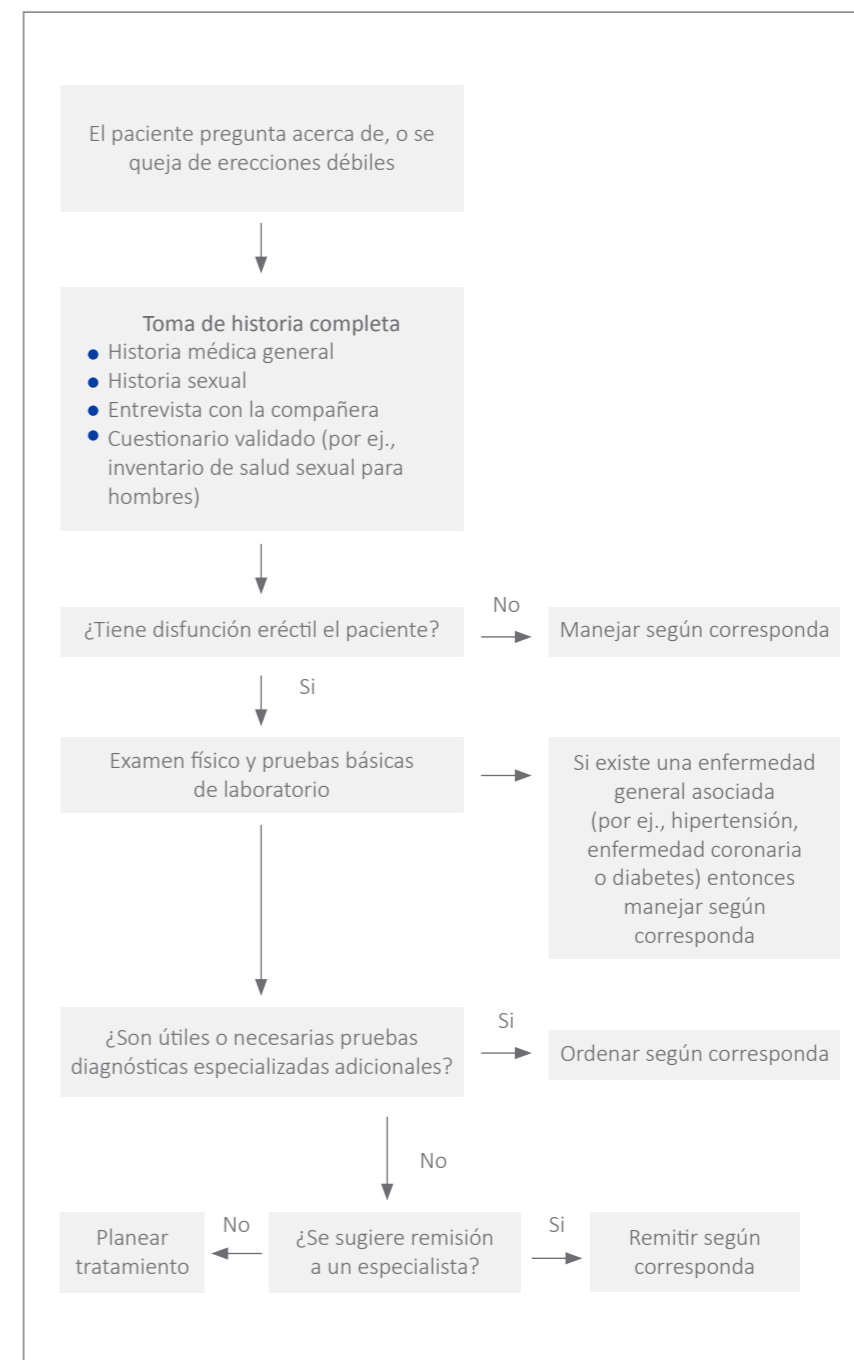 El paciente pregunta acerca de, o se
queja de erecciones débiles
Toma de historia completa
● Historia médica general
● Historia sexual
● Entrevista con la compañera
● Cuestionario validado (por ej.,
inventario de salud sexual para
hombres)
¿Tiene disfunción eréctil el paciente?
No
Manejar según corresponda
Si
Examen físico y pruebas básicas
de laboratorio
Si existe una enfermedad
general asociada
(por ej., hipertensión,
enfermedad coronaria
o diabetes) entonces
manejar según
corresponda
¿Son útiles o necesarias pruebas
diagnósticas especializadas adicionales?
Si
Ordenar según corresponda
No
Planear
tratamiento
No
¿Se sugiere remisión
a un especialista?
Si
Remitir según
corresponda